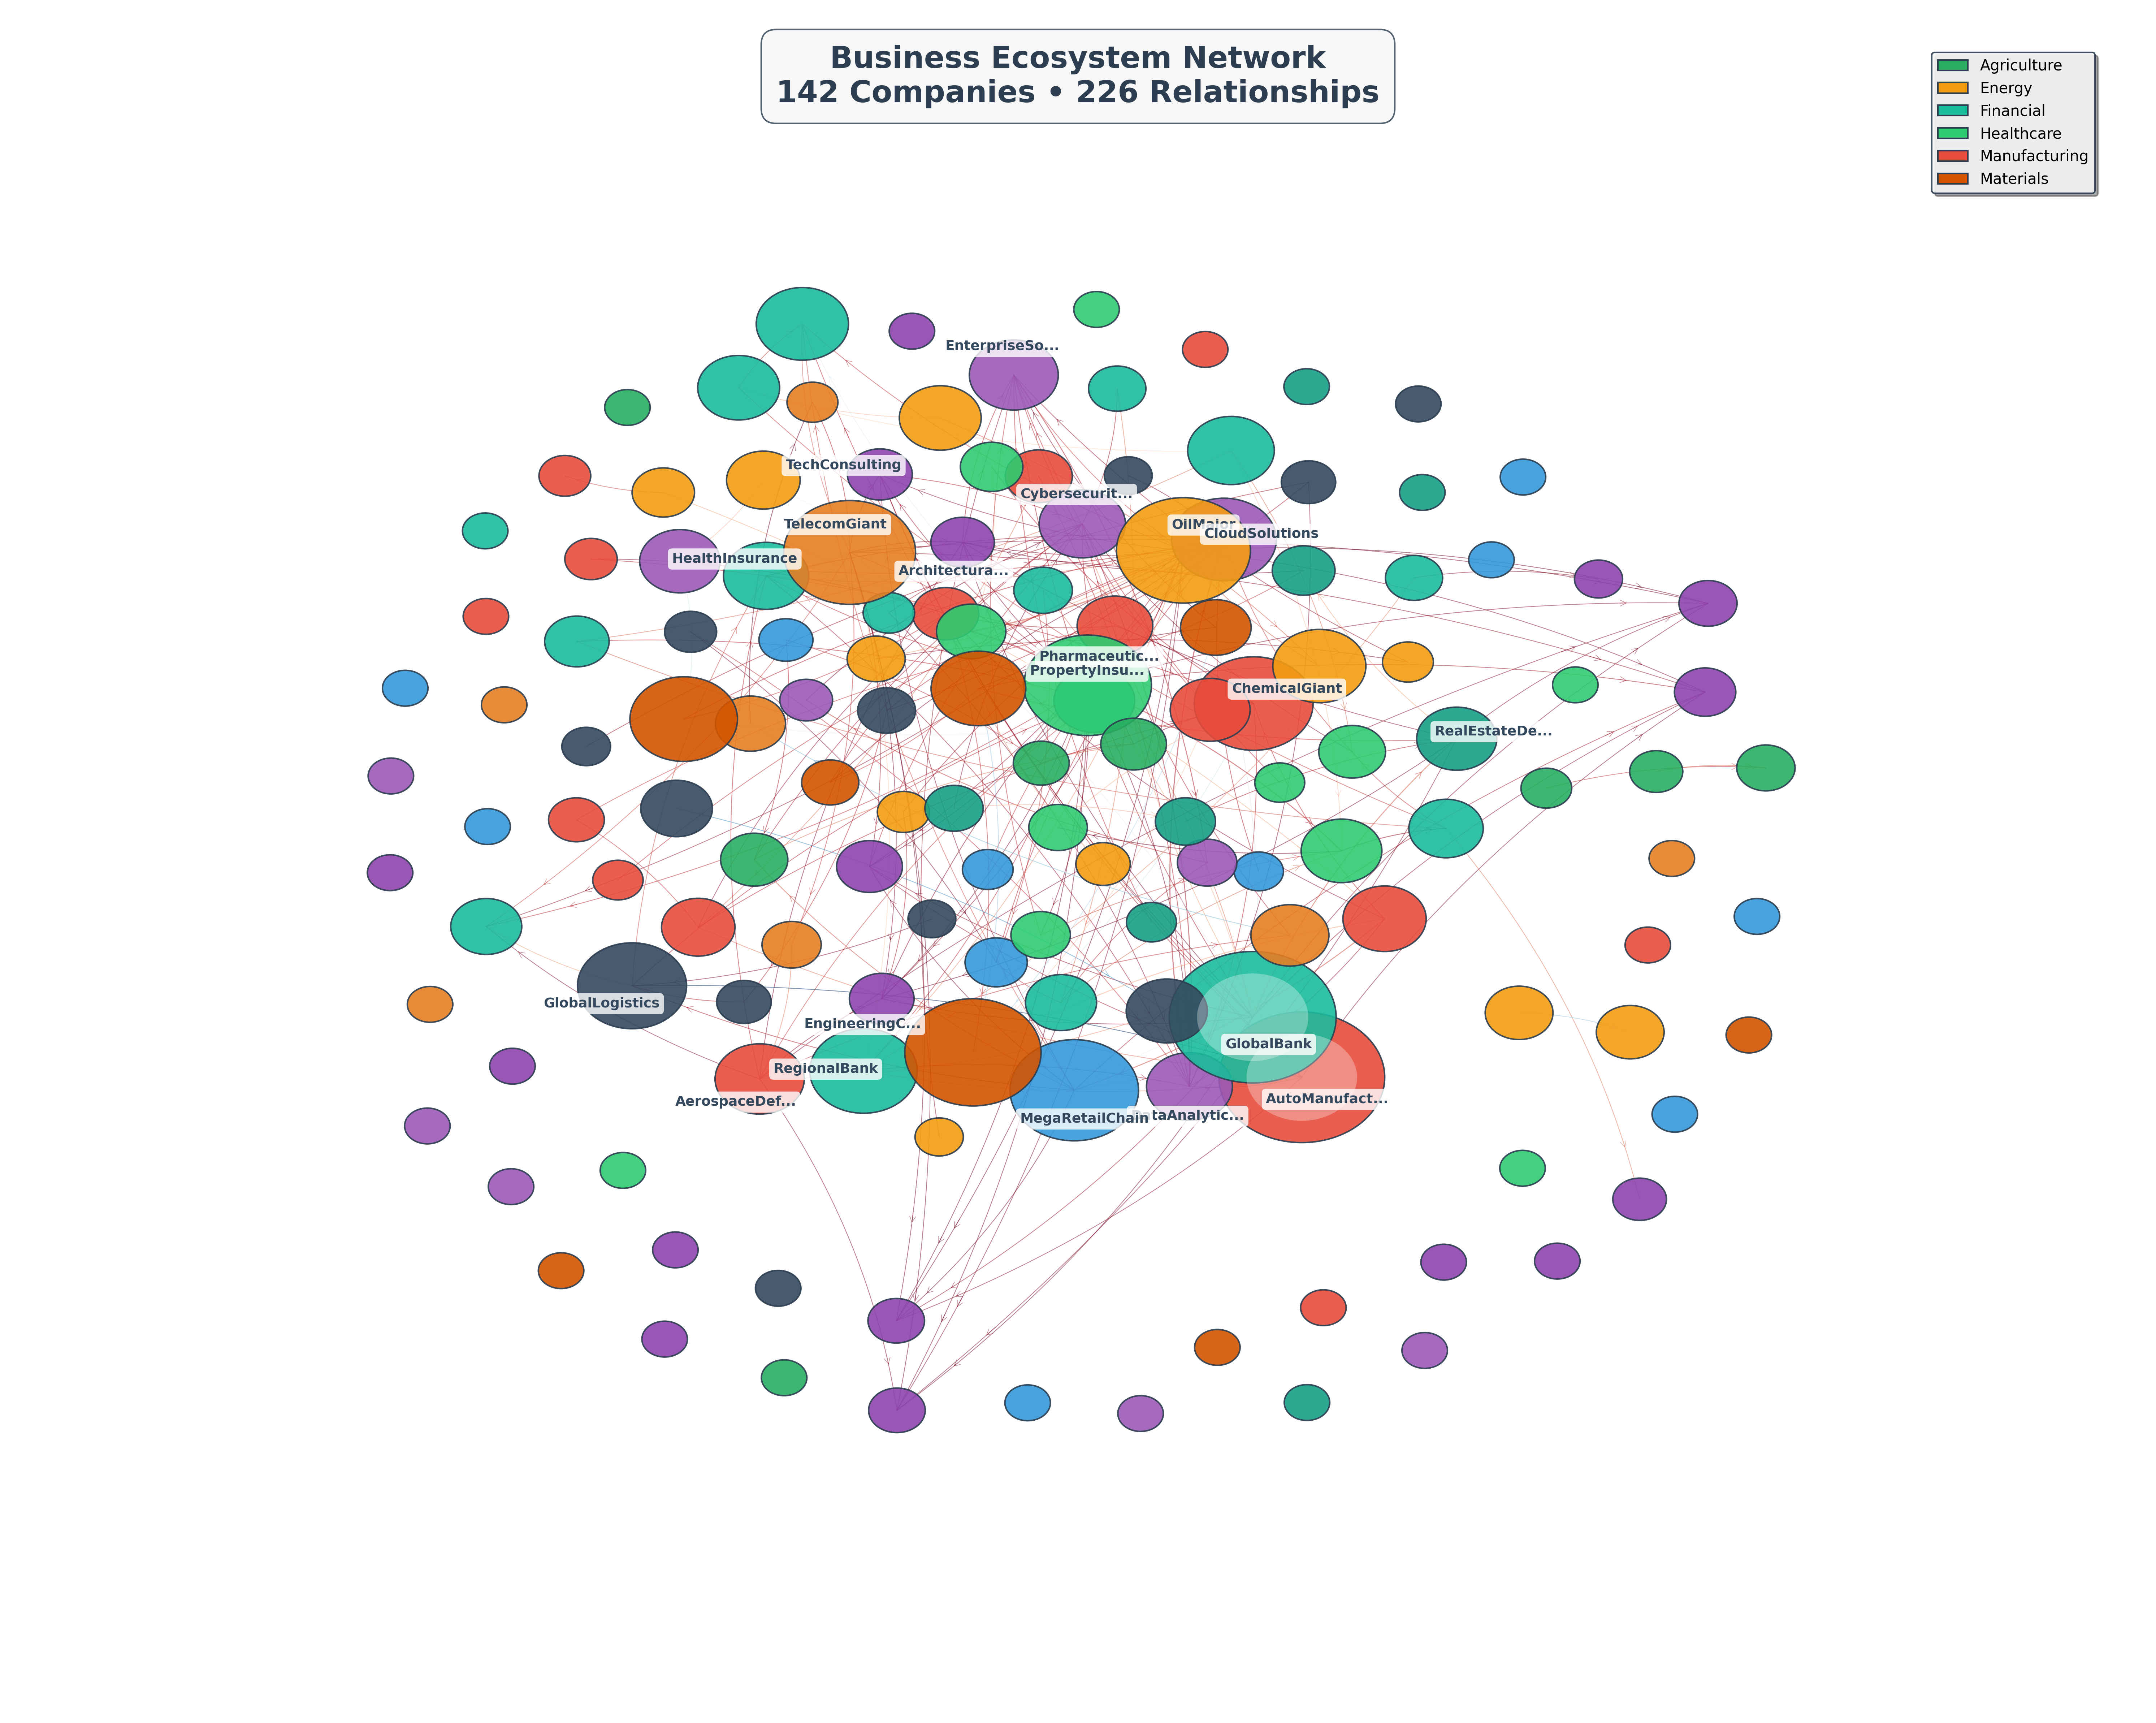 Business Ecosystem Network
142 Companies • 226 Relationships
Agriculture
Energy
Financial
Healthcare
Manufacturing
Materials
EnterpriseSo...
TechConsulting
Cybersecurit...
TelecomGiant
OilMajor
CloudSolutions
HealthInsurance
Architectura...
Pharmaceutic...
PropertyInsu...
ChemicalGiant
RealEstateDe...
GlobalLogistics
EngineeringC...
GlobalBank
RegionalBank
AerospaceDef...
AutoManufact...
MegaRetailChain
DataAnalytic...